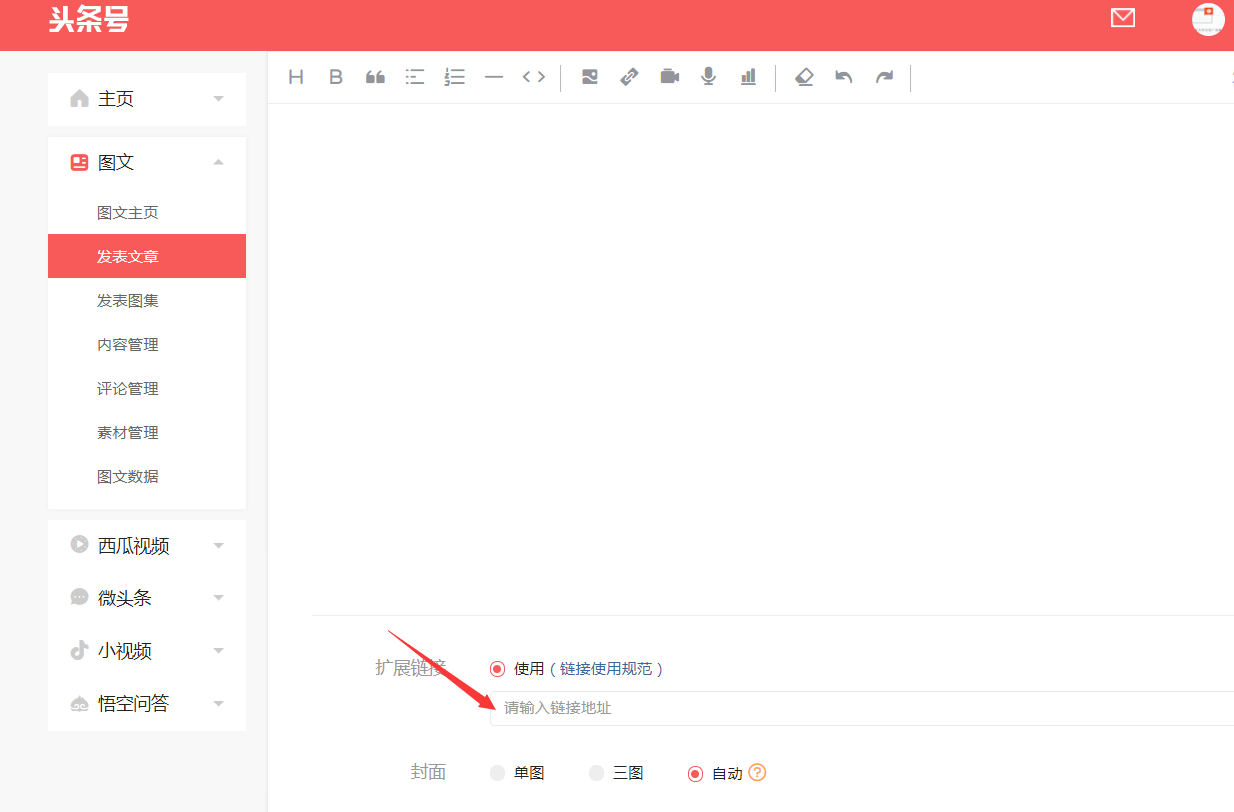 头条号
主页
图文
图文主页
发表文章
发表图集
内容管理
评论管理
素材管理
图文数据
西瓜视频
微头条
小视频
悟空问答
H B
扩展链接 使用 ( 链接使用规范 )
请输入链接地址
封面 单图 三图 自动 ?